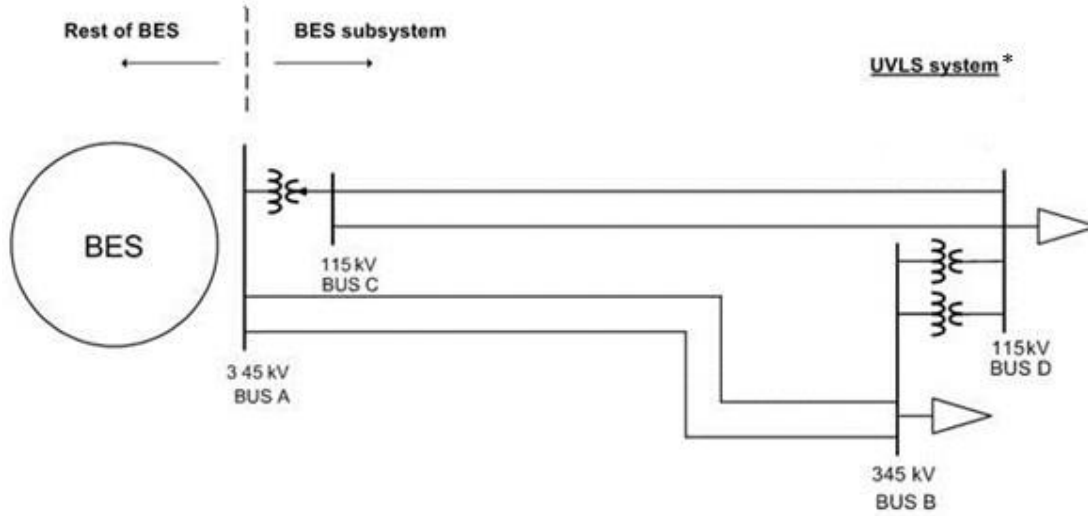 Rest of BES
BES subsystem
UVLS system*
BES
115 kV
BUS C
3 45 kV
BUS A
115kV
BUS D
345 kV
BUS B